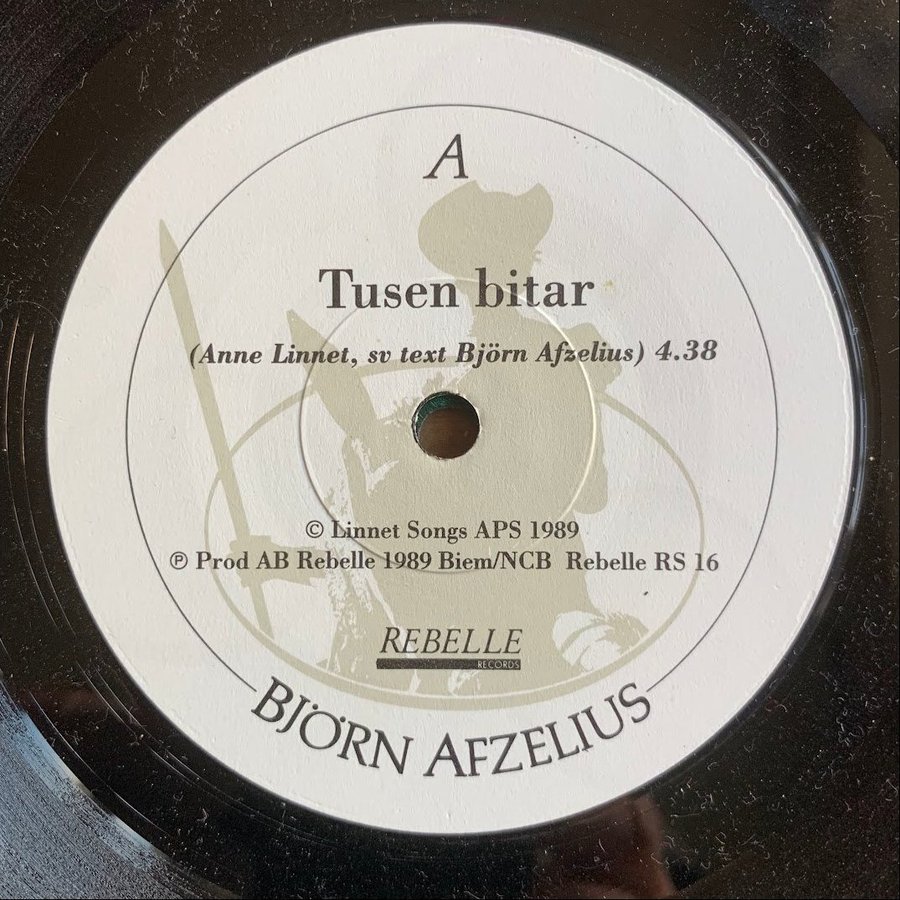 A
Tusen bitar
(Anne Linnet, sv text Björn Afzelius) 4.38
© Linnet Songs APS 1989
℗ Prod AB Rebelle 1989 Biem/NCB Rebelle RS 16
REBELLE
RECORDS
BJÖRN AFZELIUS